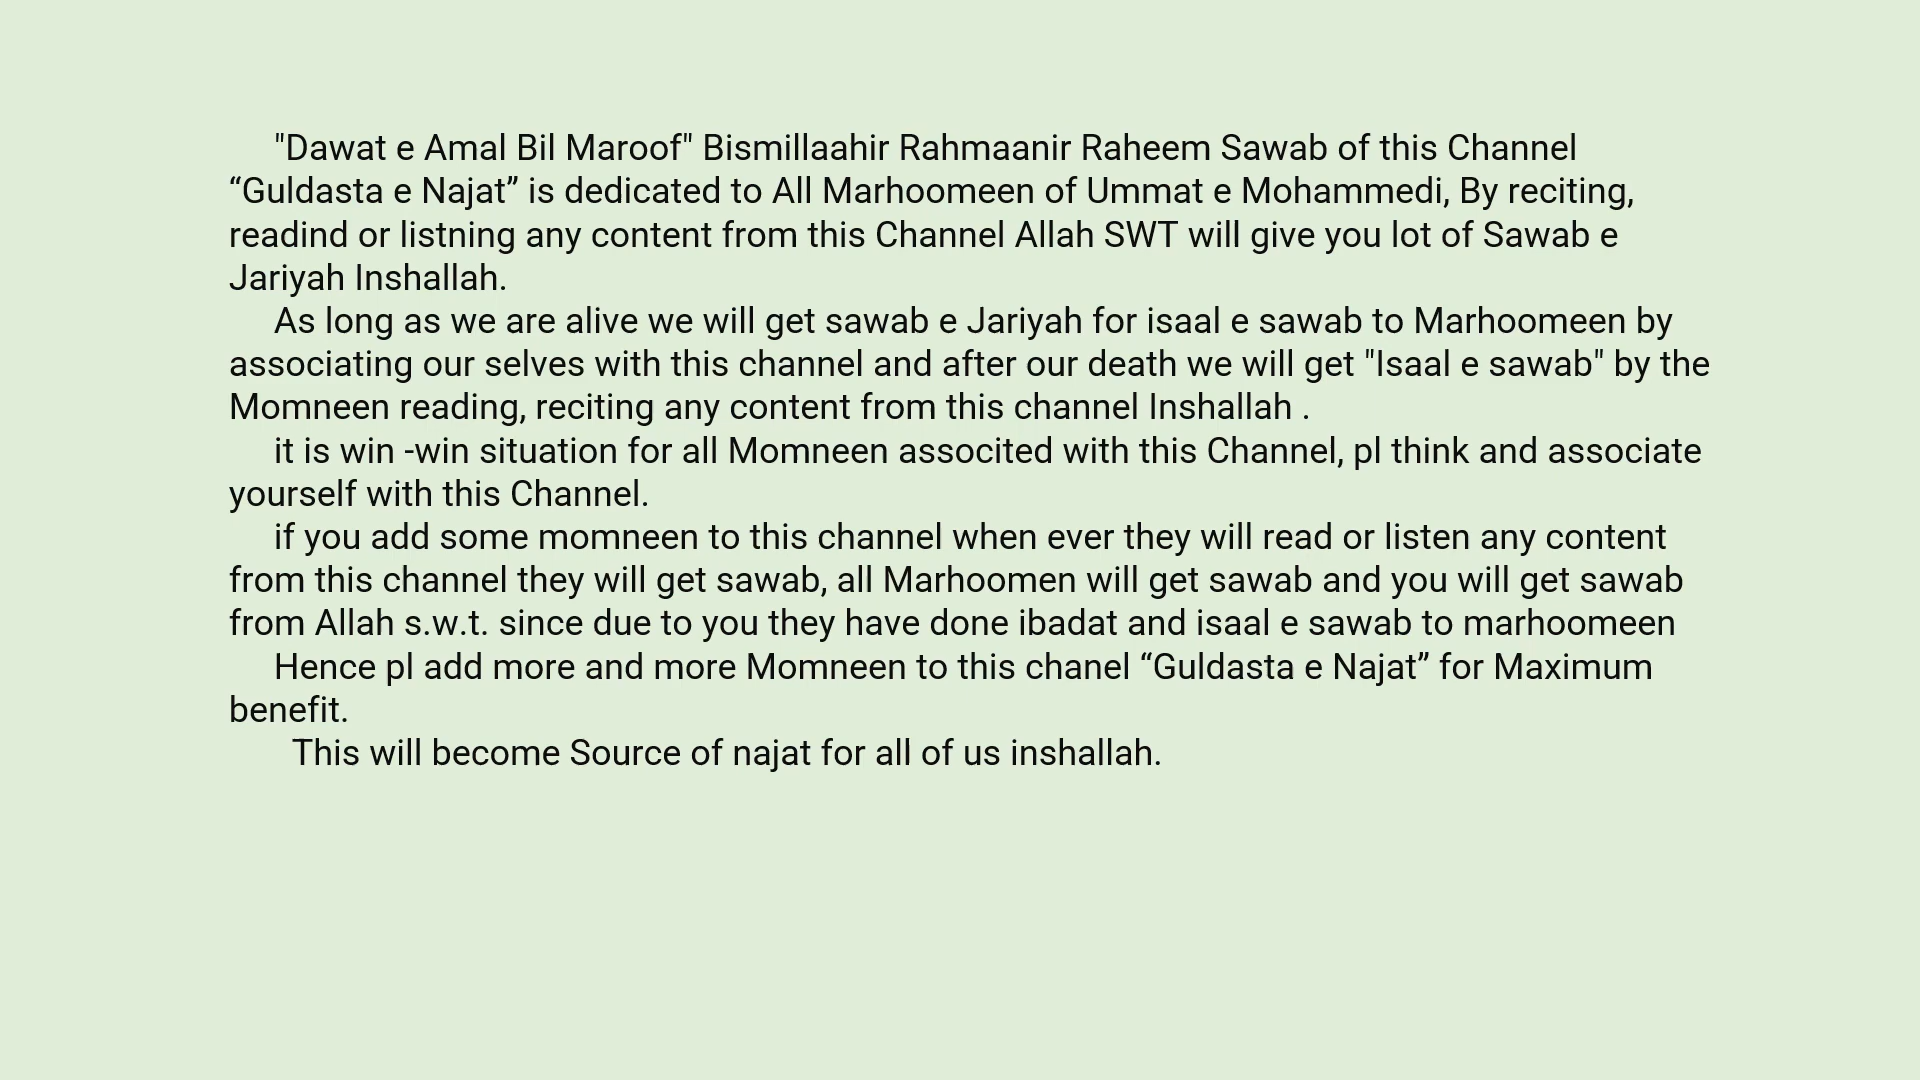 "Dawat e Amal Bil Maroof" Bismillaahir Rahmaanir Raheem Sawab of this Channel
“Guldasta e Najat” is dedicated to All Marhoomeen of Ummat e Mohammedi, By reciting,
readind or listning any content from this Channel Allah SWT will give you lot of Sawab e
Jariyah Inshallah.
As long as we are alive we will get sawab e Jariyah for isaal e sawab to Marhoomeen by
associating our selves with this channel and after our death we will get "Isaal e sawab" by the
Momneen reading, reciting any content from this channel Inshallah .
it is win -win situation for all Momneen associted with this Channel, pl think and associate
yourself with this Channel.
if you add some momneen to this channel when ever they will read or listen any content
from this channel they will get sawab, all Marhoomen will get sawab and you will get sawab
from Allah s.w.t. since due to you they have done ibadat and isaal e sawab to marhoomeen
Hence pl add more and more Momneen to this chanel “Guldasta e Najat” for Maximum
benefit.
This will become Source of najat for all of us inshallah.